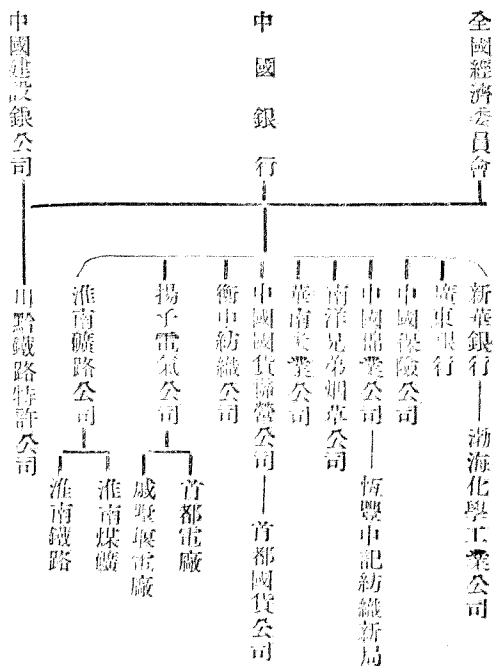 全國經濟委員會
中國銀行
中國建設銀公司
新華銀行
渤海化學工業公司
廣東銀行
中國保險公司
中國棉業公司
恆豐中記紡織新局
南洋兄弟烟草公司
華南米業公司
中國國貨聯營公司
首都國貨公司
衡中紡織公司
揚子電氣公司
首都電廠
戚墅堰電廠
淮南礦路公司
淮南煤礦
淮南鐵路
川黔鐵路特許公司